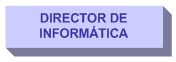 DIRECTOR DE
INFORMÁTICA